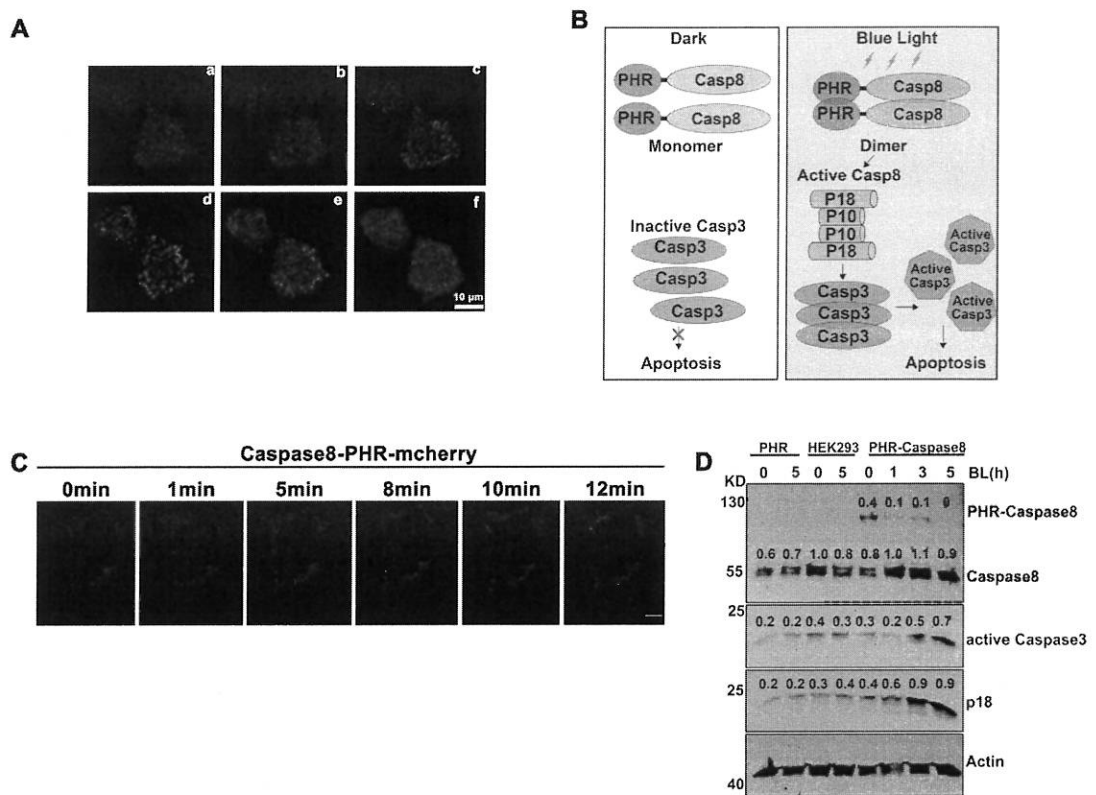 A
a
b
c
d
e
f
10 µm
B
Dark
PHR
Casp8
PHR
Casp8
Monomer
Inactive Casp3
Casp3
Casp3
Casp3
Apoptosis
Blue Light
PHR
Casp8
PHR
Casp8
Dimer
Active Casp8
P18
P10
P10
P18
Casp3
Casp3
Casp3
Active
Casp3
Active
Casp3
Active
Casp3
Apoptosis
C
Caspase8-PHR-mcherry
0min 1min 5min 8min 10min 12min
D
PHR HEK293 PHR-Caspase8
0 5 0 5 0 1 3 5 BL(h)
KD
130
0.4 0.1 0.1 0
PHR-Caspase8
0.6 0.7 1.0 0.8 0.8 1.0 1.1 0.9
55
Caspase8
25
0.2 0.2 0.4 0.3 0.3 0.2 0.5 0.7
active Caspase3
25
0.2 0.2 0.3 0.4 0.4 0.6 0.9 0.9
p18
Actin
40